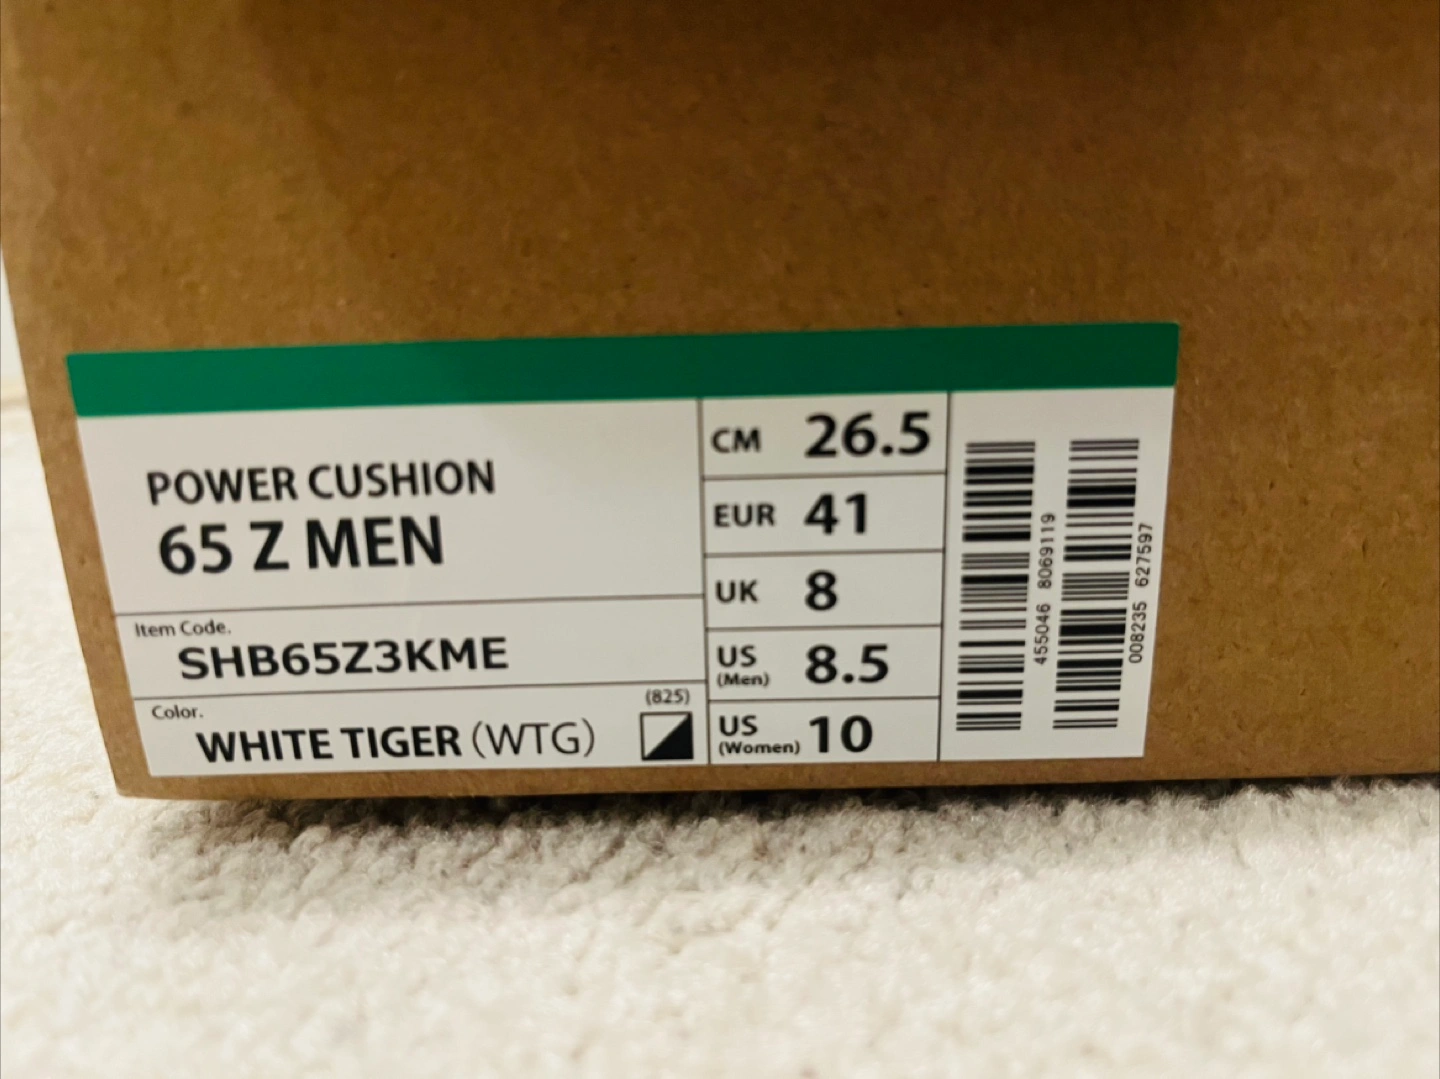 POWER CUSHION
65 Z MEN
Item Code.
SHB65Z3KME
Color.
(825)
WHITE TIGER (WTG)
CM 26.5
EUR 41
UK 8
US (Men) 8.5
US (Women) 10
455046 8069119
008235 627597